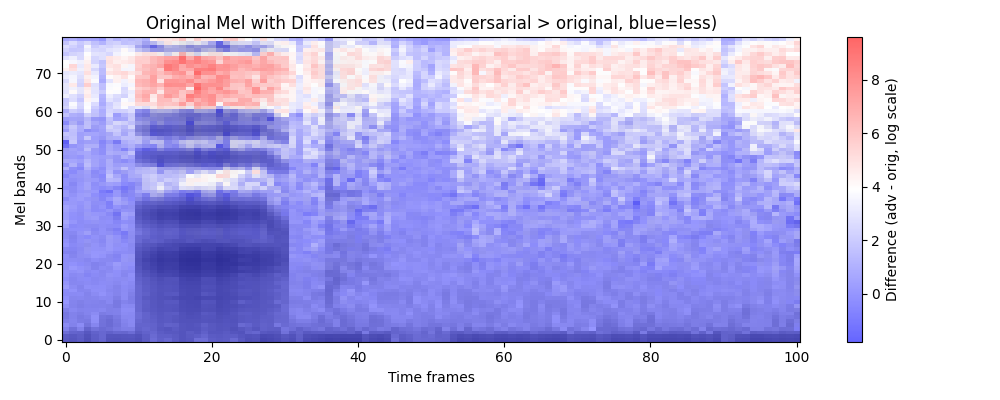 Original Mel with Differences (red=adversarial > original, blue=less)
Mel bands
70
60
50
40
30
20
10
0
0 20 40 60 80 100
Time frames
8
6
4
2
0
Difference (adv - orig, log scale)